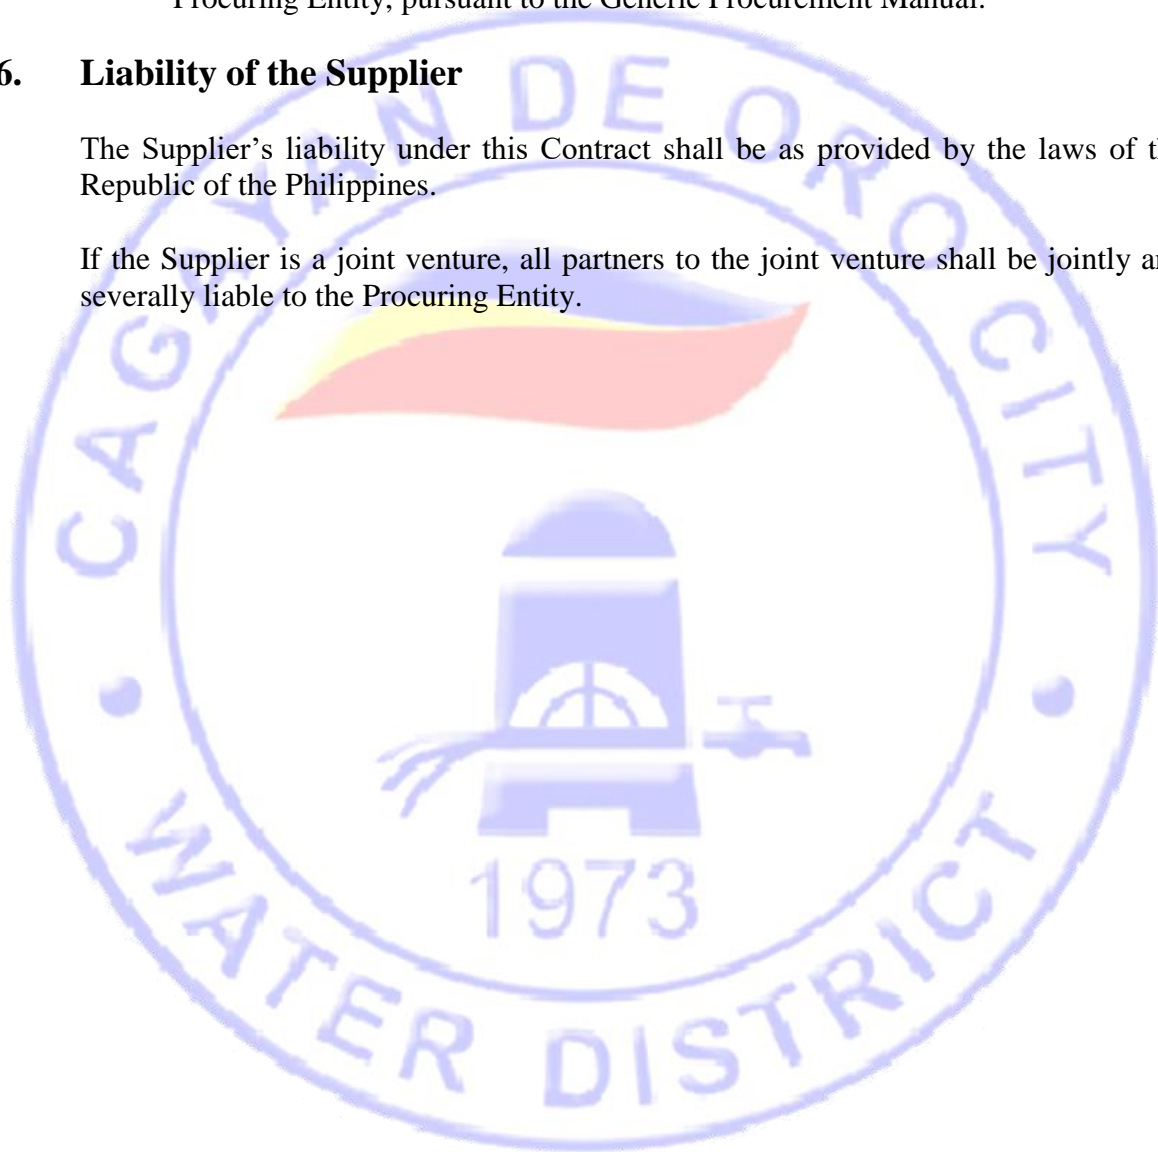 Procuring Entity, pursuant to the Generic Procurement Manual.
6. Liability of the Supplier
The Supplier’s liability under this Contract shall be as provided by the laws of
Republic of the Philippines.
If the Supplier is a joint venture, all partners to the joint venture shall be jointly
severally liable to the Procuring Entity.
CAGAYAN DE ORO CITY
1973
WATER DISTRICT